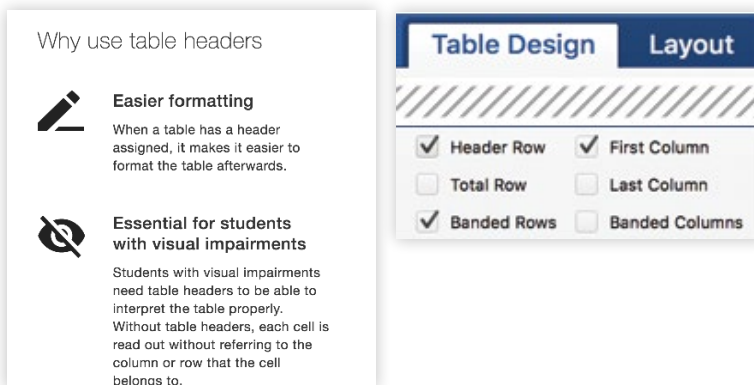 Why use table headers
Easier formatting
When a table has a header
assigned, it makes it easier to
format the table afterwards.
Essential for students
with visual impairments
Students with visual impairments
need table headers to be able to
interpret the table properly.
Without table headers, each cell is
read out without referring to the
column or row that the cell
belongs to.
Table Design Layout
Header Row First Column
Total Row Last Column
Banded Rows Banded Columns